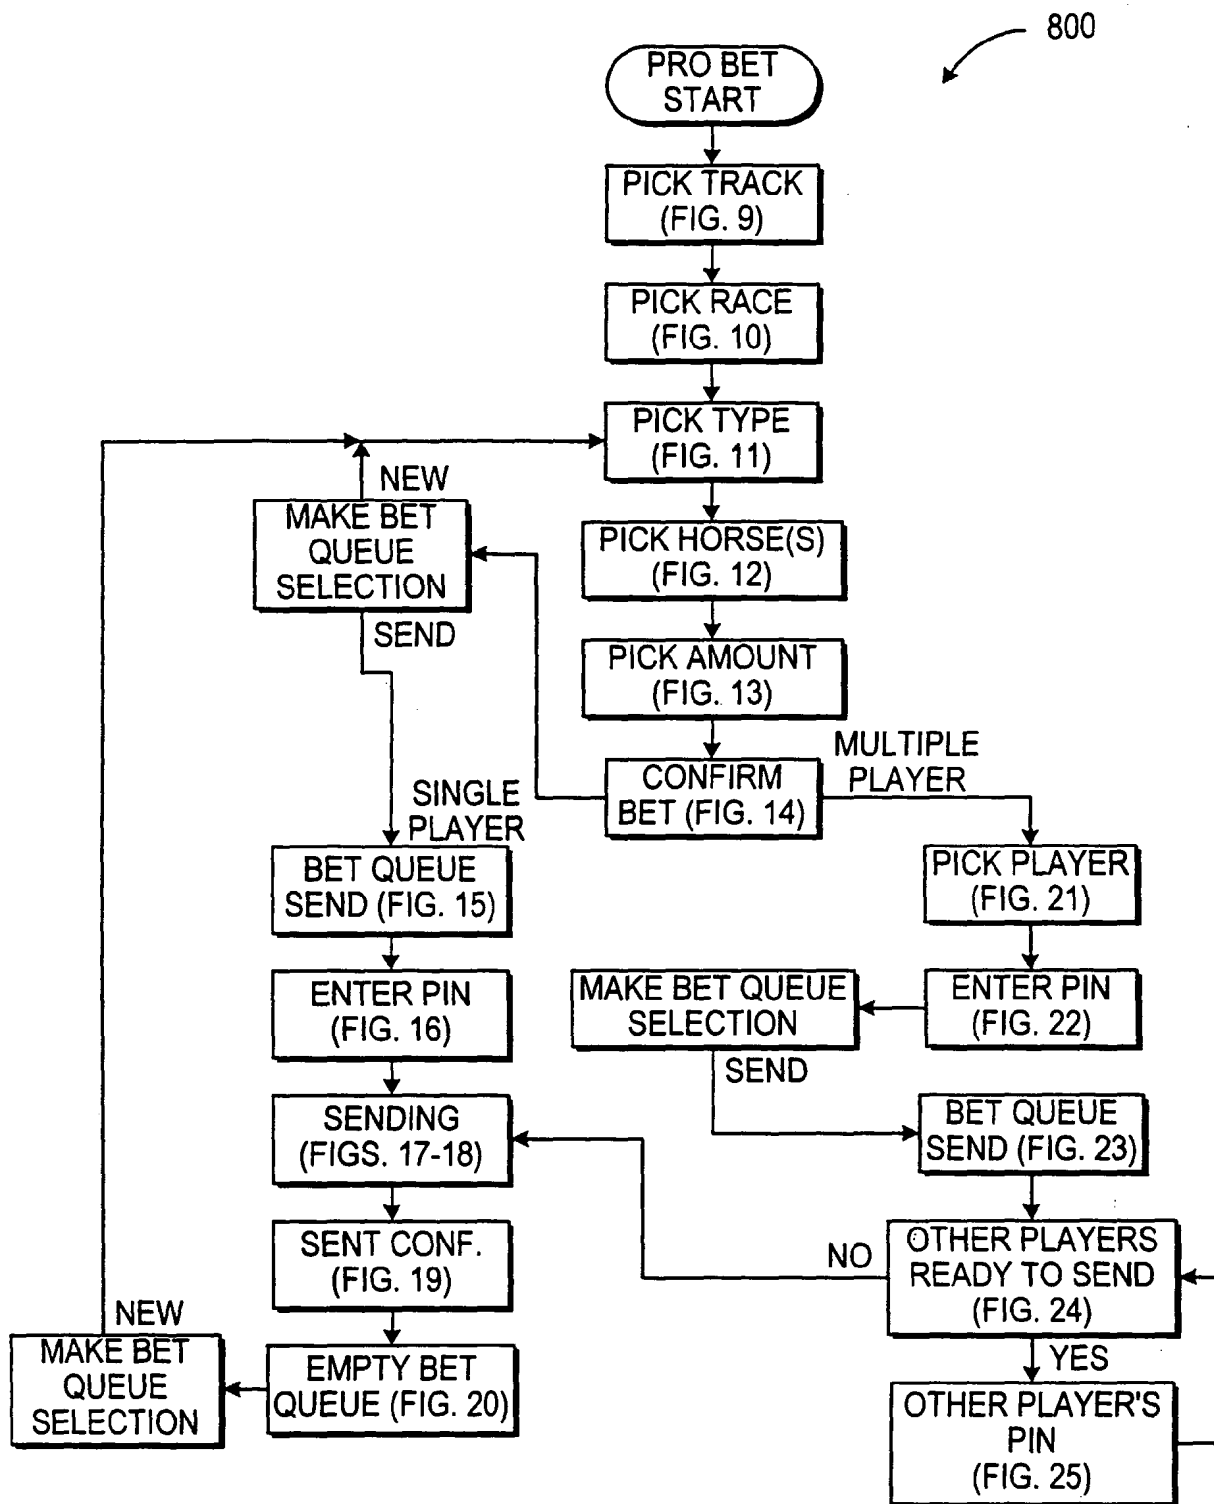 800
PRO BET
START
PICK TRACK
(FIG. 9)
PICK RACE
(FIG. 10)
PICK TYPE
(FIG. 11)
NEW
MAKE BET
QUEUE
SELECTION
SEND
PICK HORSE(S)
(FIG. 12)
PICK AMOUNT
(FIG. 13)
CONFIRM
BET (FIG. 14)
MULTIPLE
PLAYER
SINGLE
PLAYER
BET QUEUE
SEND (FIG. 15)
PICK PLAYER
(FIG. 21)
ENTER PIN
(FIG. 16)
MAKE BET QUEUE
SELECTION
SEND
ENTER PIN
(FIG. 22)
SENDING
(FIGS. 17-18)
BET QUEUE
SEND (FIG. 23)
SENT CONF.
(FIG. 19)
NO
OTHER PLAYERS
READY TO SEND
(FIG. 24)
YES
NEW
MAKE BET
QUEUE
SELECTION
EMPTY BET
QUEUE (FIG. 20)
OTHER PLAYER'S
PIN
(FIG. 25)